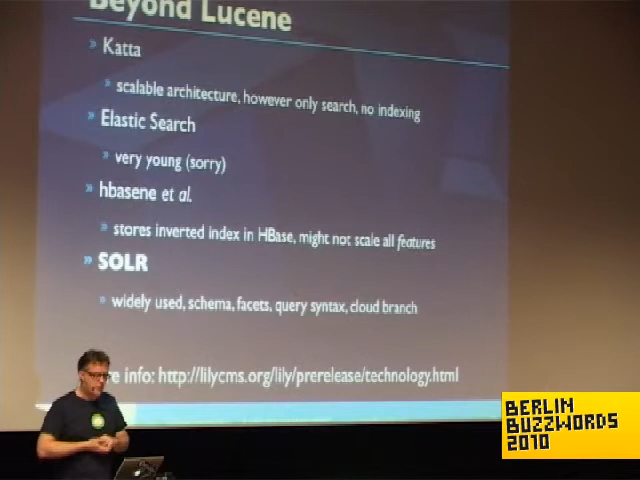 Beyond Lucene
» Katta
» scalable architecture, however only search, no indexing
» Elastic Search
» very young (sorry)
» hbasene et al.
» stores inverted index in HBase, might not scale all features
» SOLR
» widely used, schema, facets, query syntax, cloud branch
re info: http://lilycms.org/lily/prerelease/technology.html
BERLIN
BUZZWORDS
2010